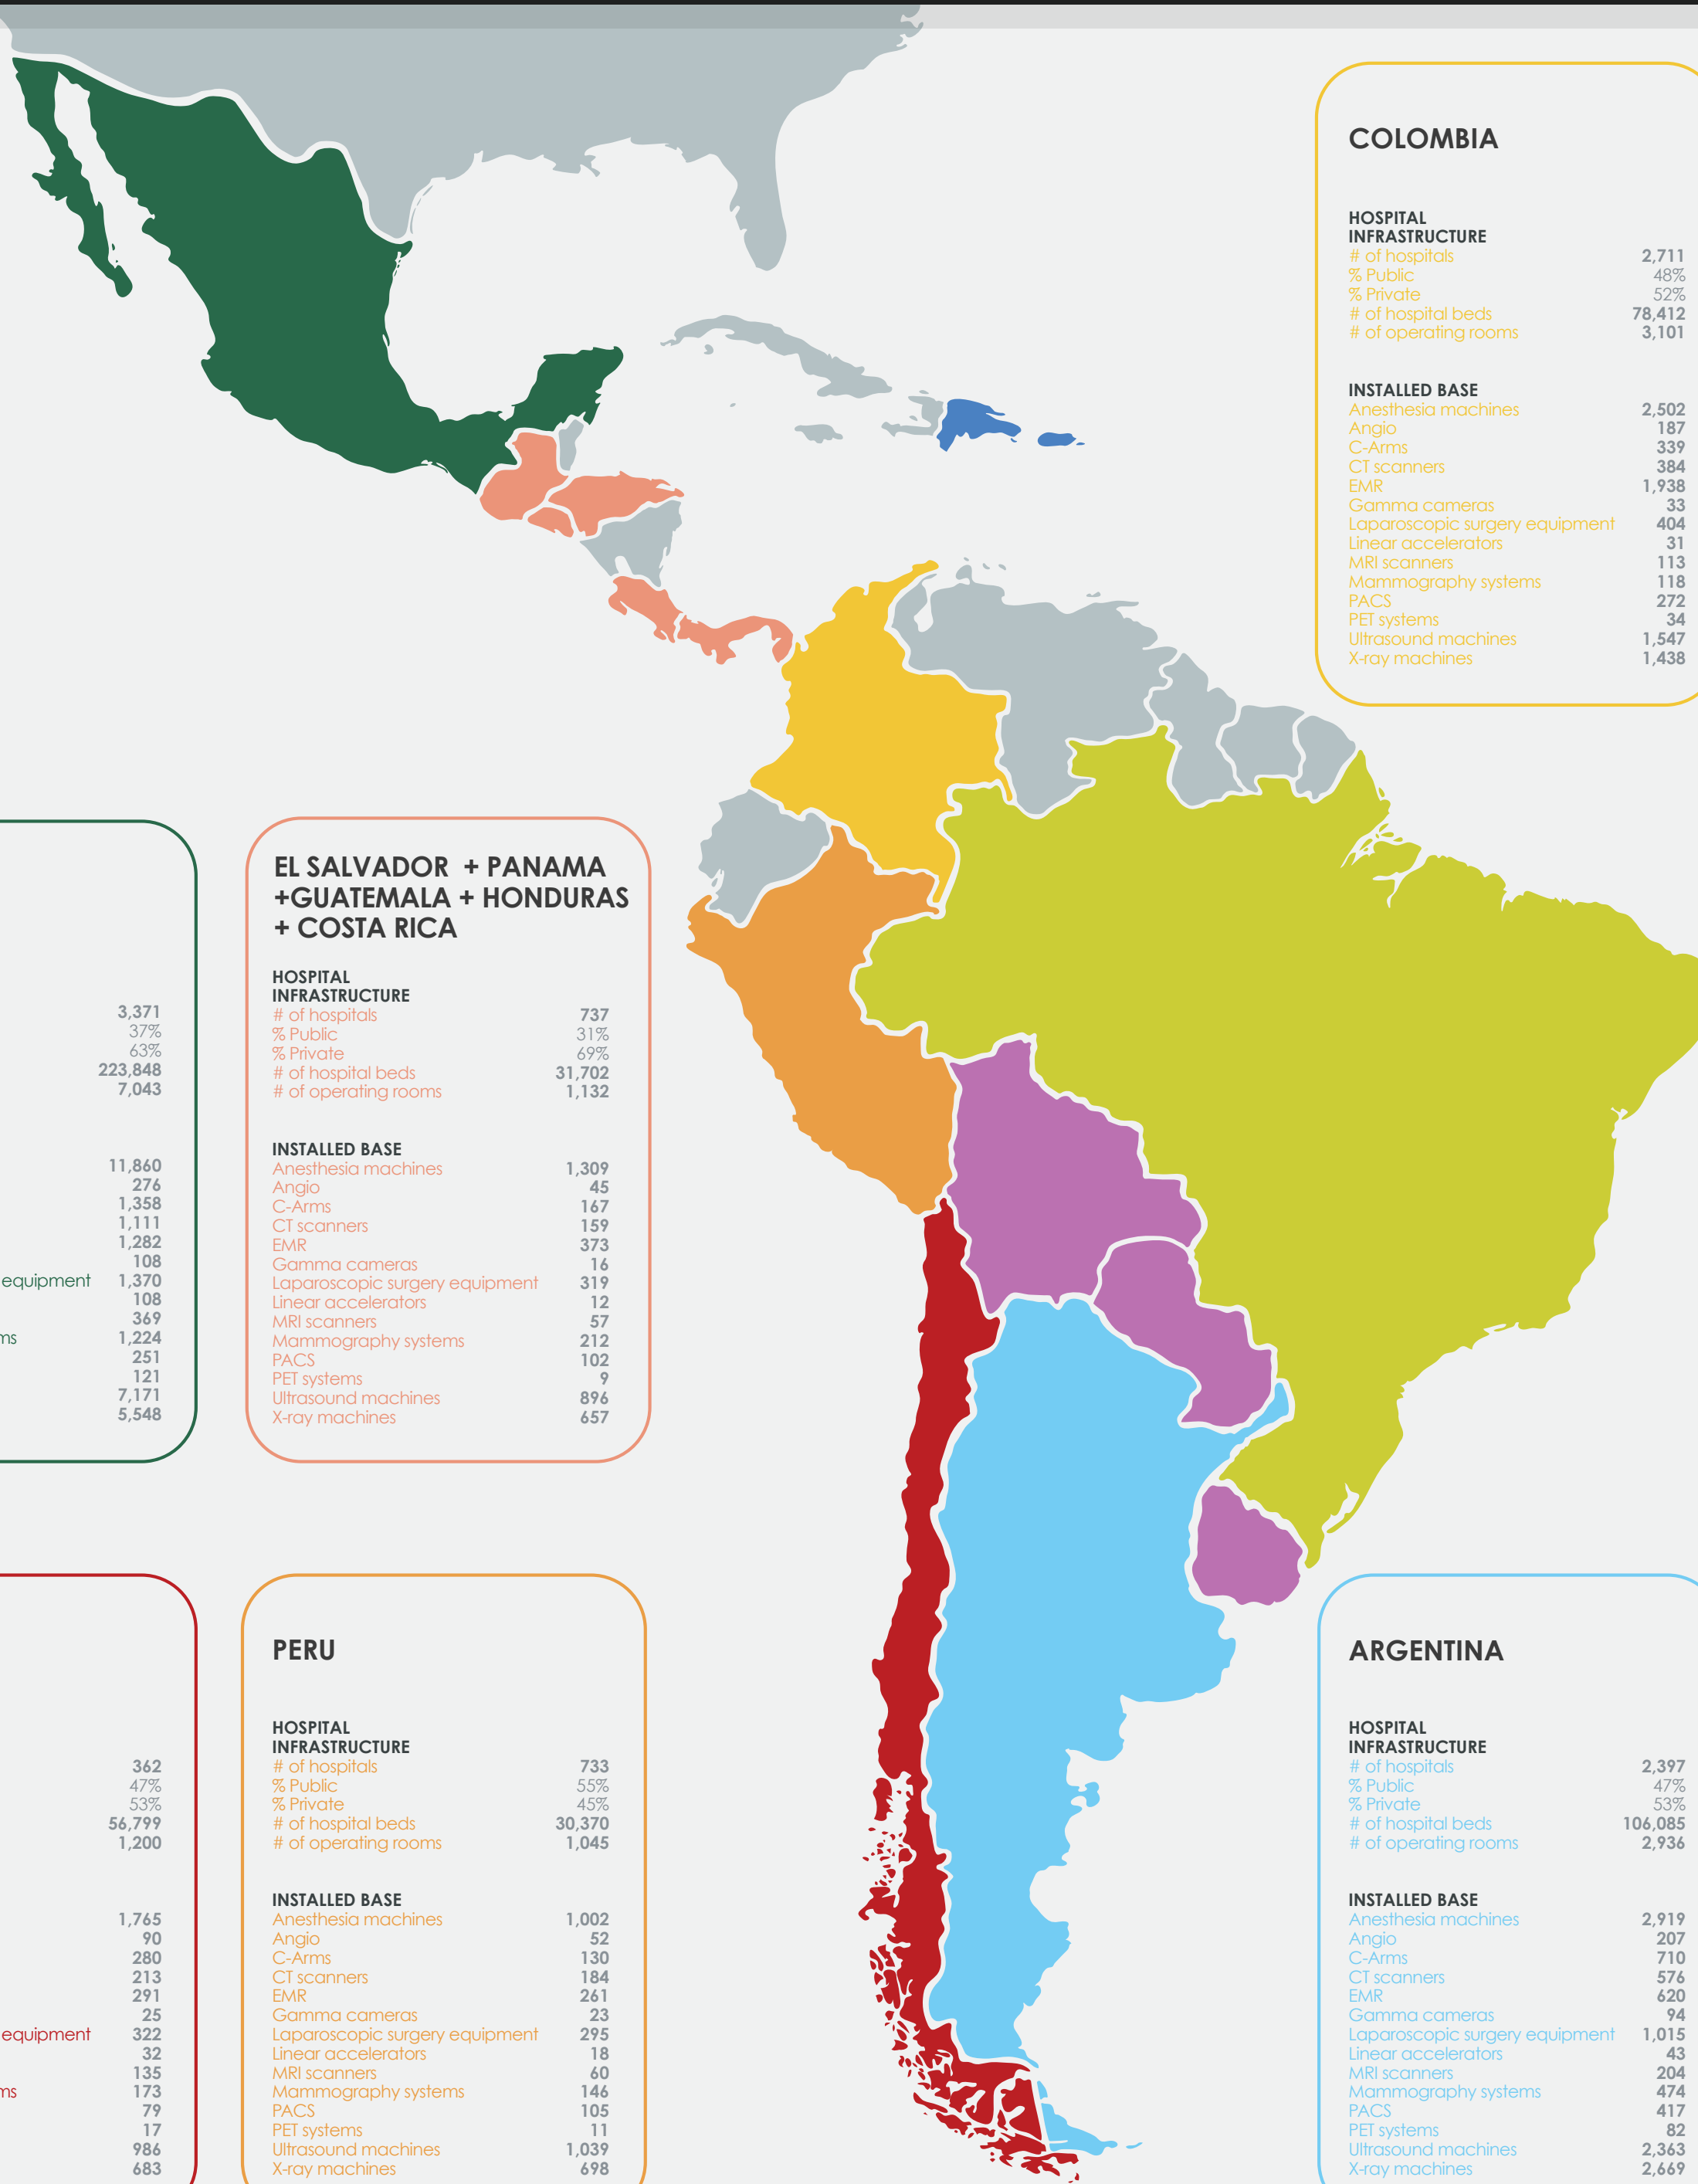 COLOMBIA
HOSPITAL
INFRASTRUCTURE
# of hospitals 2,711
% Public 48%
% Private 52%
# of hospital beds 78,412
# of operating rooms 3,101
INSTALLED BASE
Anesthesia machines 2,502
Angio 187
C-Arms 339
CT scanners 384
EMR 1,938
Gamma cameras 33
Laparoscopic surgery equipment 404
Linear accelerators 31
MRI scanners 113
Mammography systems 118
PACS 272
PET systems 34
Ultrasound machines 1,547
X-ray machines 1,438
3,371
37%
63%
223,848
7,043
11,860
276
1,358
1,111
1,282
108
equipment 1,370
108
369
ms 1,224
251
121
7,171
5,548
EL SALVADOR + PANAMA
+GUATEMALA + HONDURAS
+ COSTA RICA
HOSPITAL
INFRASTRUCTURE
# of hospitals 737
% Public 31%
% Private 69%
# of hospital beds 31,702
# of operating rooms 1,132
INSTALLED BASE
Anesthesia machines 1,309
Angio 45
C-Arms 167
CT scanners 159
EMR 373
Gamma cameras 16
Laparoscopic surgery equipment 319
Linear accelerators 12
MRI scanners 57
Mammography systems 212
PACS 102
PET systems 9
Ultrasound machines 896
X-ray machines 657
362
47%
53%
56,799
1,200
1,765
90
280
213
291
25
equipment 322
32
135
ms 173
79
17
986
683
PERU
HOSPITAL
INFRASTRUCTURE
# of hospitals 733
% Public 55%
% Private 45%
# of hospital beds 30,370
# of operating rooms 1,045
INSTALLED BASE
Anesthesia machines 1,002
Angio 52
C-Arms 130
CT scanners 184
EMR 261
Gamma cameras 23
Laparoscopic surgery equipment 295
Linear accelerators 18
MRI scanners 60
Mammography systems 146
PACS 105
PET systems 11
Ultrasound machines 1,039
X-ray machines 698
ARGENTINA
HOSPITAL
INFRASTRUCTURE
# of hospitals 2,397
% Public 47%
% Private 53%
# of hospital beds 106,085
# of operating rooms 2,936
INSTALLED BASE
Anesthesia machines 2,919
Angio 207
C-Arms 710
CT scanners 576
EMR 620
Gamma cameras 94
Laparoscopic surgery equipment 1,015
Linear accelerators 43
MRI scanners 204
Mammography systems 474
PACS 417
PET systems 82
Ultrasound machines 2,363
X-ray machines 2,669